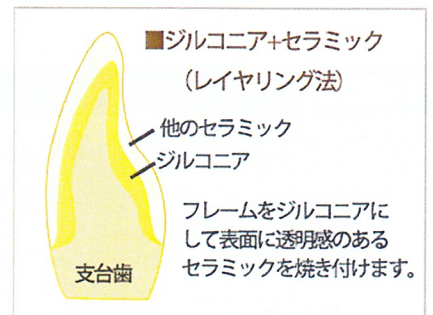 ■ジルコニア+セラミック
（レイヤリング法）
他のセラミック
ジルコニア
フレームをジルコニアに
して表面に透明感のある
セラミックを焼き付けます。
支台歯